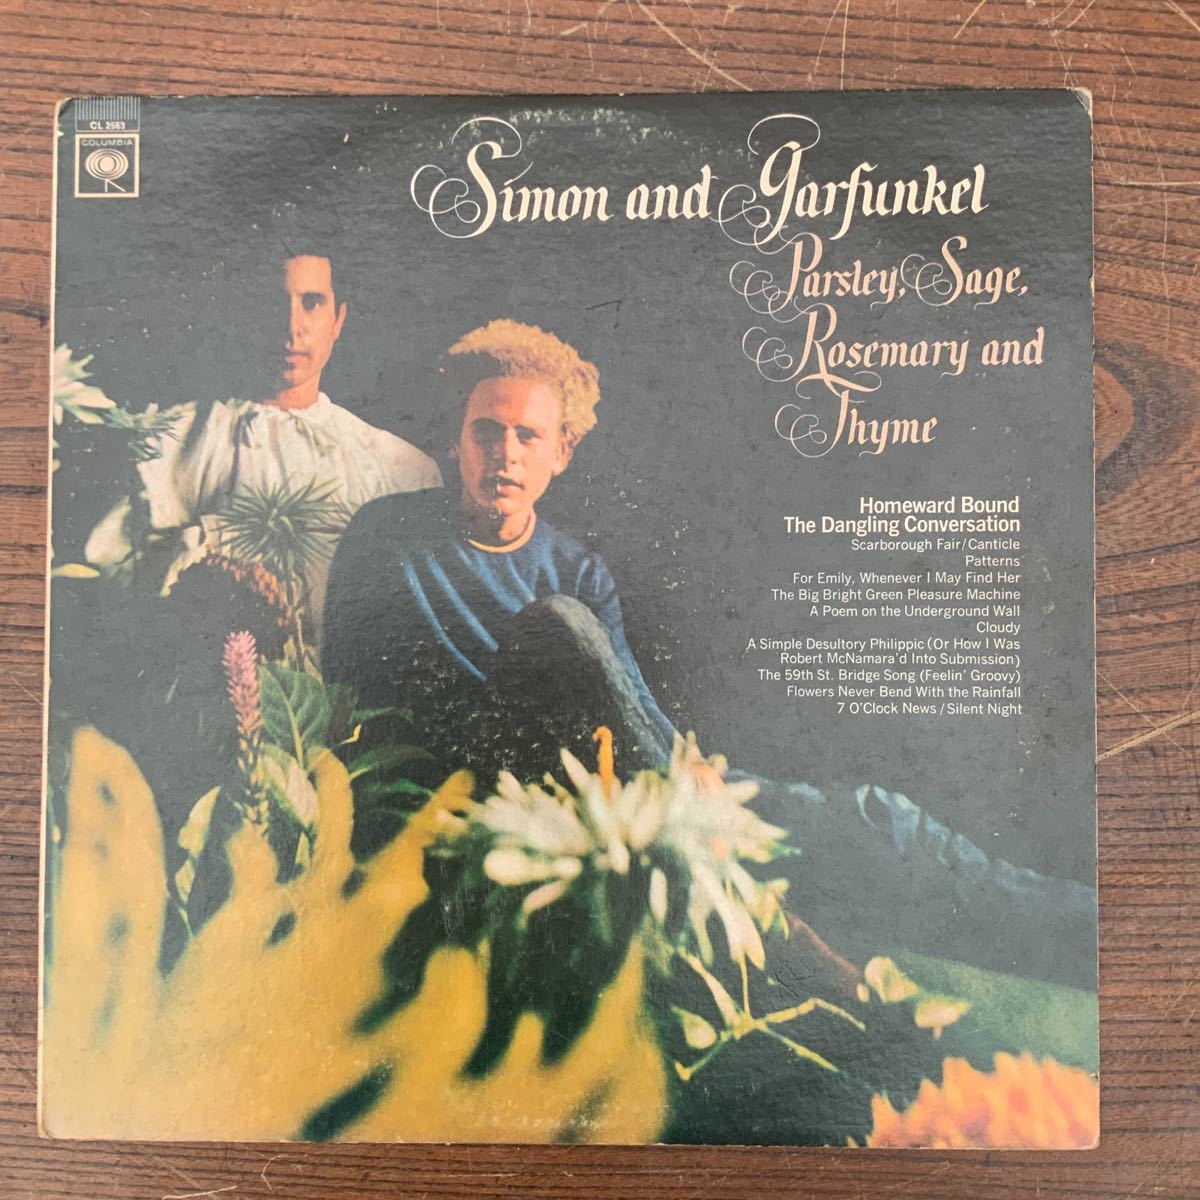 CL 2563
COLUMBIA
Simon and Garfunkel
Parsley, Sage,
Rosemary and
Thyme
Homeward Bound
The Dangling Conversation
Scarborough Fair/Canticle
Patterns
For Emily, Whenever I May Find Her
The Big Bright Green Pleasure Machine
A Poem on the Underground Wall
Cloudy
A Simple Desultory Philippic (Or How I Was
Robert McNamara'd Into Submission)
The 59th St. Bridge Song (Feelin' Groovy)
Flowers Never Bend With the Rainfall
7 O'Clock News/Silent Night